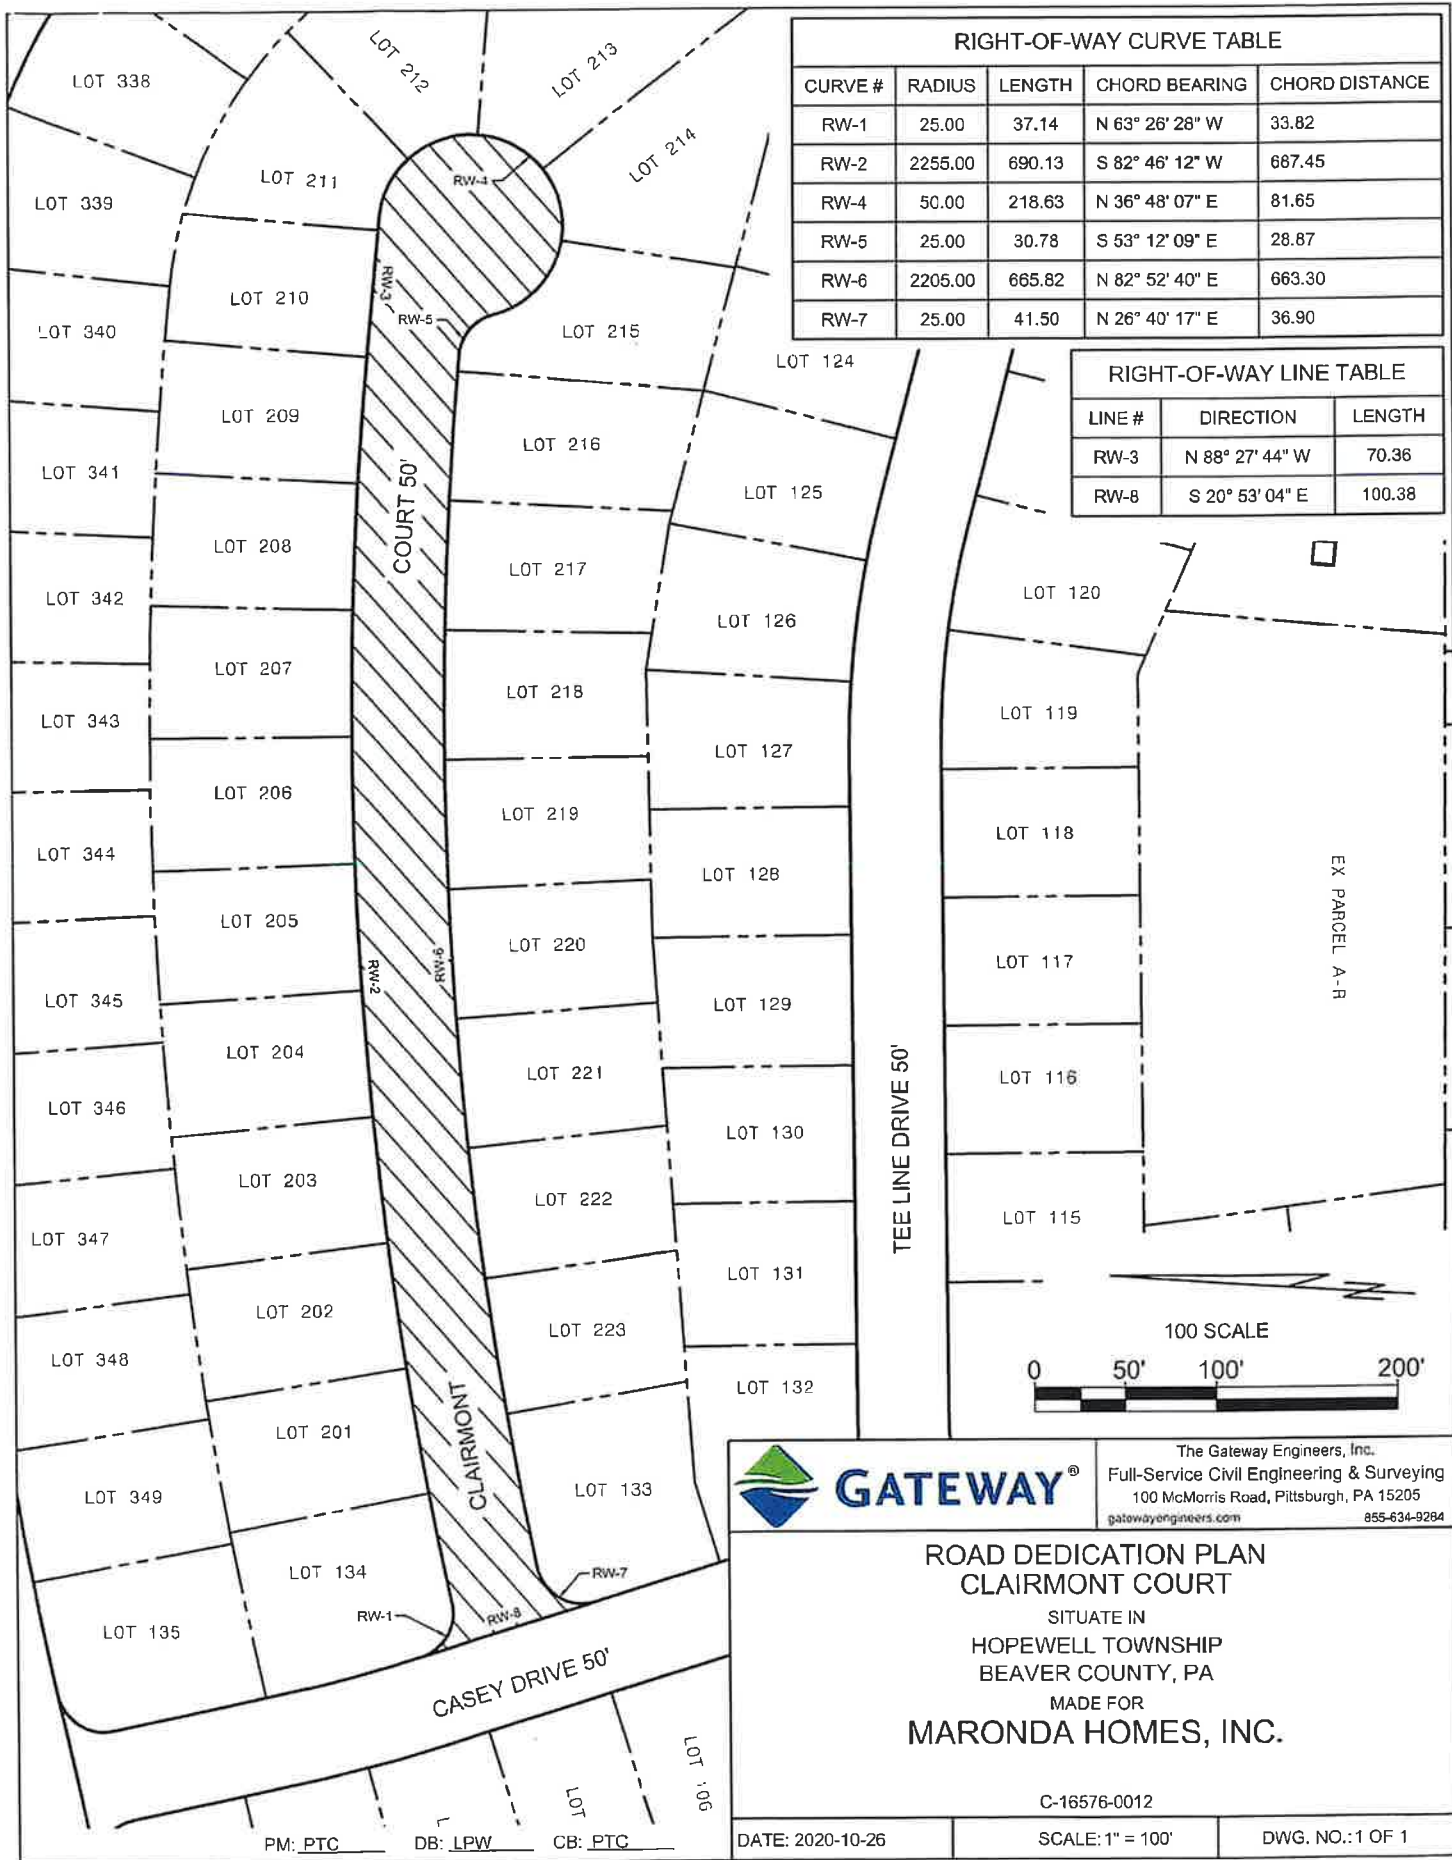 RIGHT-OF-WAY CURVE TABLE
CURVE # RADIUS LENGTH CHORD BEARING CHORD DISTANCE
RW-1 25.00 37.14 N 63° 26' 28" W 33.82
RW-2 2255.00 690.13 S 82° 46' 12" W 687.45
RW-4 50.00 218.63 N 36° 48' 07" E 81.65
RW-5 25.00 30.78 S 53° 12' 09" E 28.87
RW-6 2205.00 665.82 N 82° 52' 40" E 663.30
RW-7 25.00 41.50 N 26° 40' 17" E 36.90
RIGHT-OF-WAY LINE TABLE
LINE # DIRECTION LENGTH
RW-3 N 88° 27' 44" W 70.36
RW-8 S 20° 53' 04" E 100.38
LOT 338
LOT 339
LOT 340
LOT 341
LOT 342
LOT 343
LOT 344
LOT 345
LOT 346
LOT 347
LOT 348
LOT 349
LOT 135
LOT 212
LOT 213
LOT 214
LOT 211
LOT 210
LOT 209
LOT 208
LOT 207
LOT 206
LOT 205
LOT 204
LOT 203
LOT 202
LOT 201
LOT 134
RW-4
RW-3
RW-5
COURT 50'
RW-2
RW-6
CLAIRMONT
RW-1
RW-8
RW-7
LOT 215
LOT 216
LOT 217
LOT 218
LOT 219
LOT 220
LOT 221
LOT 222
LOT 223
LOT 133
LOT 124
LOT 125
LOT 126
LOT 127
LOT 128
LOT 129
LOT 130
LOT 131
LOT 132
TEE LINE DRIVE 50'
LOT 120
LOT 119
LOT 118
LOT 117
LOT 116
LOT 115
EX PARCEL A-R
CASEY DRIVE 50'
L
LOT
LOT 106
100 SCALE
0 50' 100' 200'
GATEWAY®
The Gateway Engineers, Inc.
Full-Service Civil Engineering & Surveying
100 McMorris Road, Pittsburgh, PA 15205
gatewayengineers.com 855-634-9284
ROAD DEDICATION PLAN
CLAIRMONT COURT
SITUATE IN
HOPEWELL TOWNSHIP
BEAVER COUNTY, PA
MADE FOR
MARONDA HOMES, INC.
C-16576-0012
PM: PTC DB: LPW CB: PTC
DATE: 2020-10-26 SCALE: 1" = 100' DWG. NO.: 1 OF 1